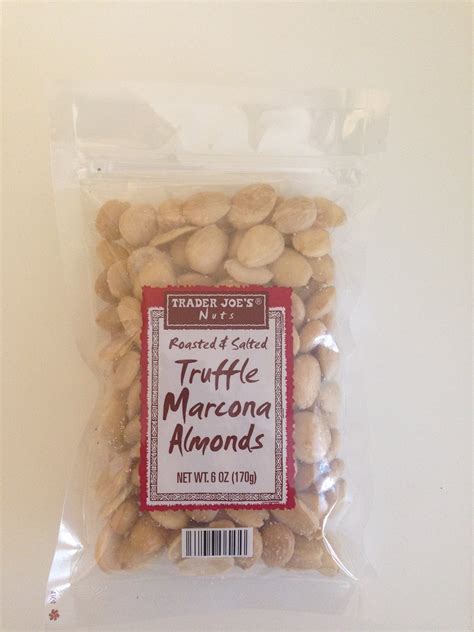 TRADER JOE'S®
Nuts
Roasted & Salted
Truffle
Marcona
Almonds
NET WT. 6 OZ (170g)